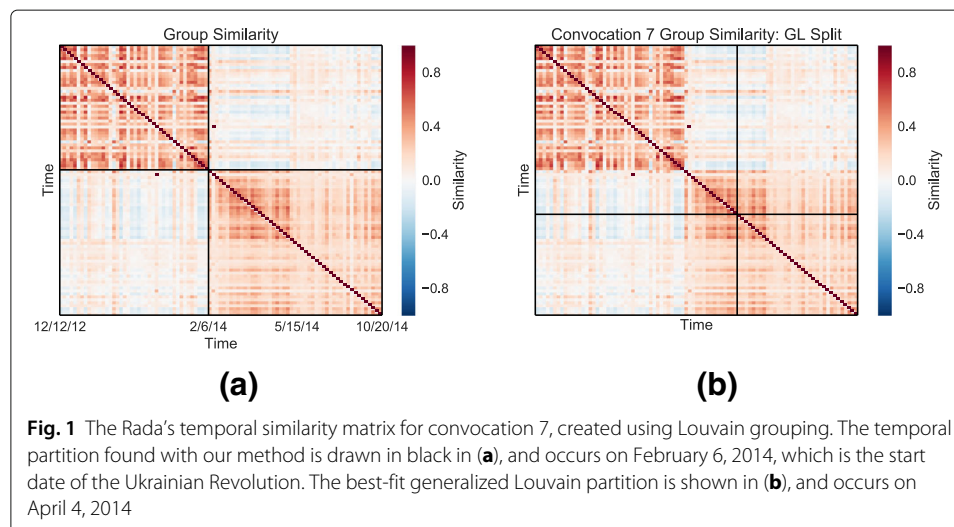 Group Similarity
Time
12/12/12 2/6/14 5/15/14 10/20/14
Time
0.8
0.4
0.0
−0.4
−0.8
Similarity
(a)
Convocation 7 Group Similarity: GL Split
Time
Time
0.8
0.4
0.0
−0.4
−0.8
Similarity
(b)
Fig. 1 The Rada's temporal similarity matrix for convocation 7, created using Louvain grouping. The temporal
partition found with our method is drawn in black in (a), and occurs on February 6, 2014, which is the start
date of the Ukrainian Revolution. The best-fit generalized Louvain partition is shown in (b), and occurs on
April 4, 2014